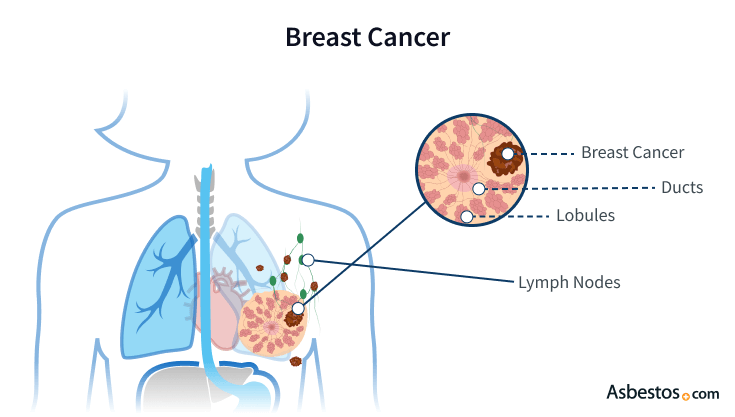 Breast Cancer
Breast Cancer
Ducts
Lobules
Lymph Nodes
Asbestos.com